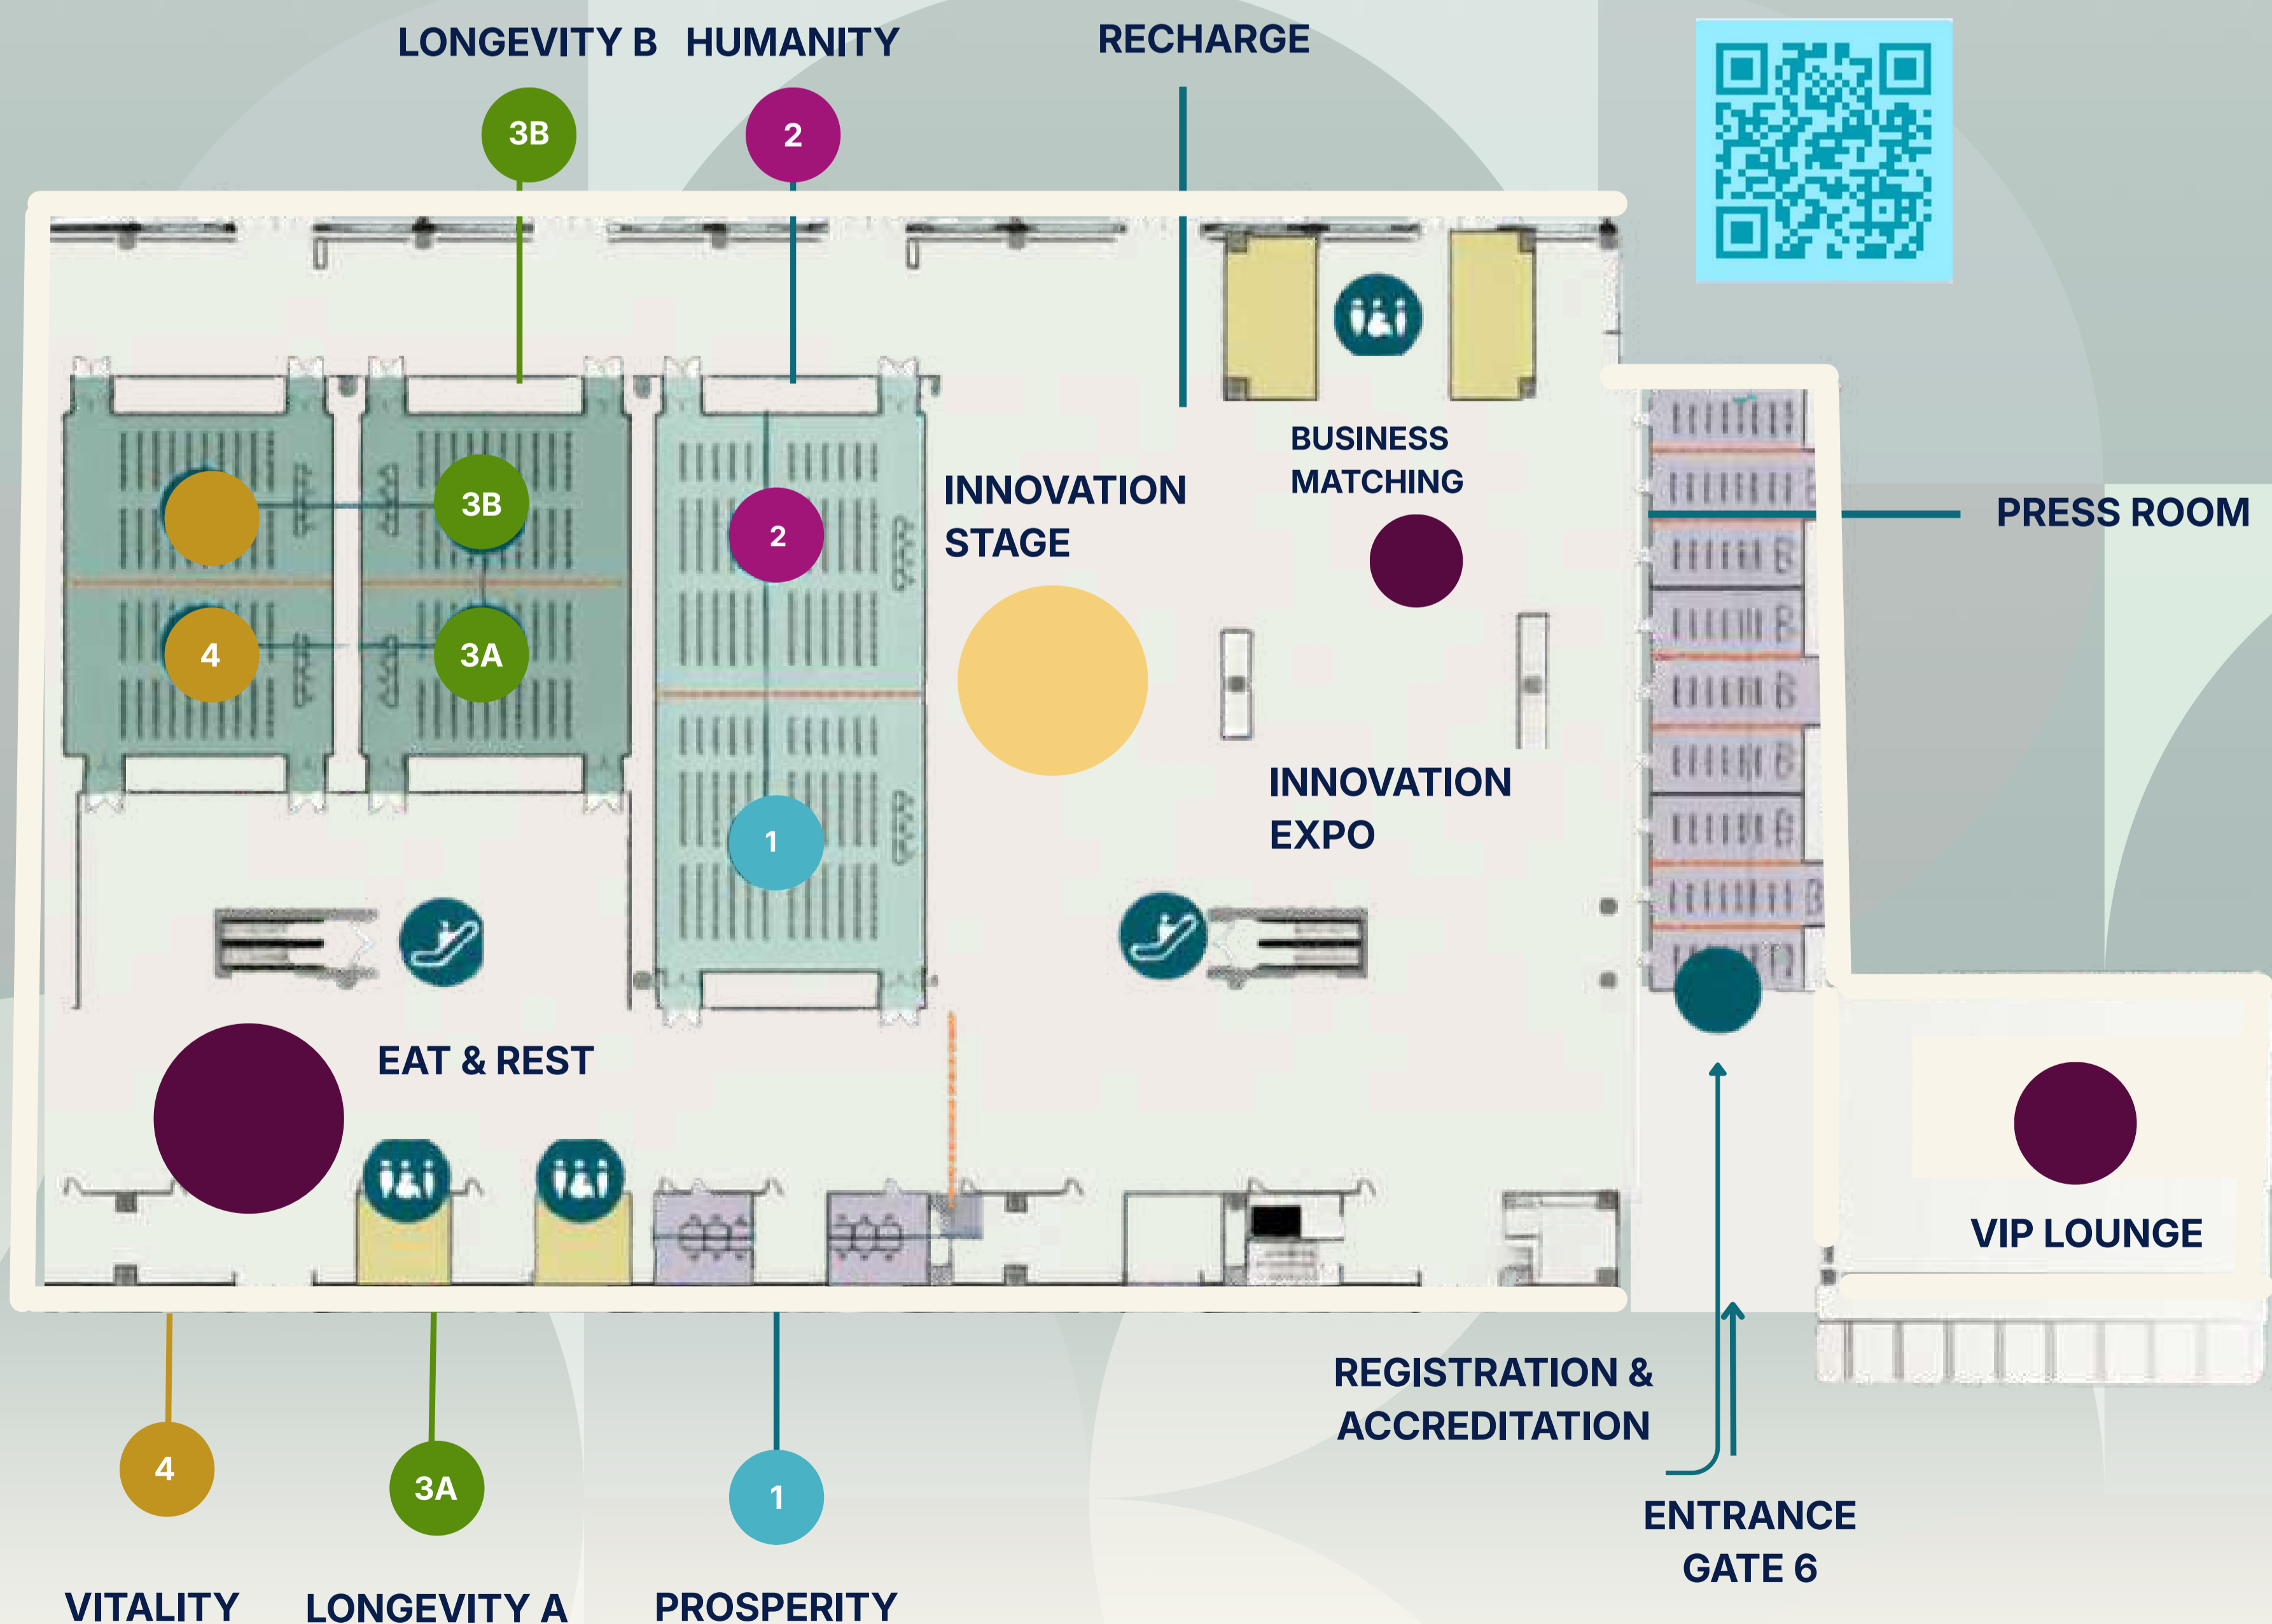 LONGEVITY B
HUMANITY
RECHARGE
3B
2
BUSINESS
MATCHING
INNOVATION
STAGE
PRESS ROOM
3B
2
4
3A
INNOVATION
EXPO
1
EAT & REST
VIP LOUNGE
REGISTRATION &
ACCREDITATION
4
3A
1
ENTRANCE
GATE 6
VITALITY
LONGEVITY A
PROSPERITY